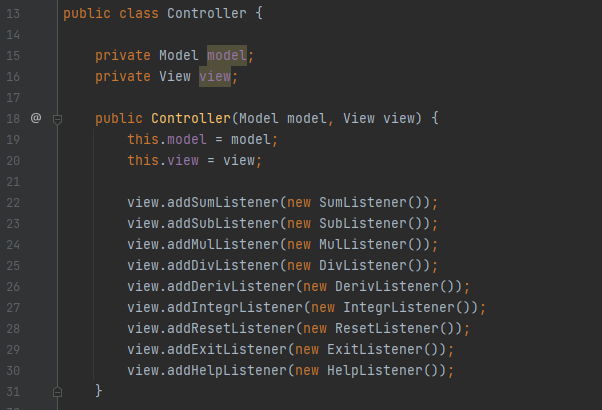 13 public class Controller {
14
15 private Model model;
16 private View view;
17
18 @ public Controller(Model model, View view) {
19 this.model = model;
20 this.view = view;
21
22 view.addSumListener(new SumListener());
23 view.addSubListener(new SubListener());
24 view.addMulListener(new MulListener());
25 view.addDivListener(new DivListener());
26 view.addDerivListener(new DerivListener());
27 view.addIntegrListener(new IntegrListener());
28 view.addResetListener(new ResetListener());
29 view.addExitListener(new ExitListener());
30 view.addHelpListener(new HelpListener());
31 }